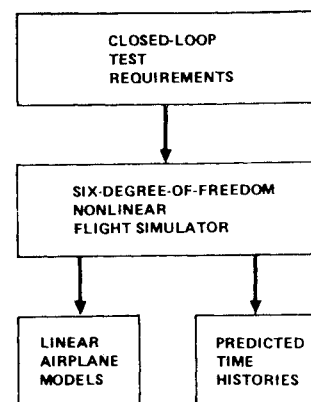 CLOSED-LOOP
TEST
REQUIREMENTS
SIX-DEGREE-OF-FREEDOM
NONLINEAR
FLIGHT SIMULATOR
LINEAR
AIRPLANE
MODELS
PREDICTED
TIME
HISTORIES